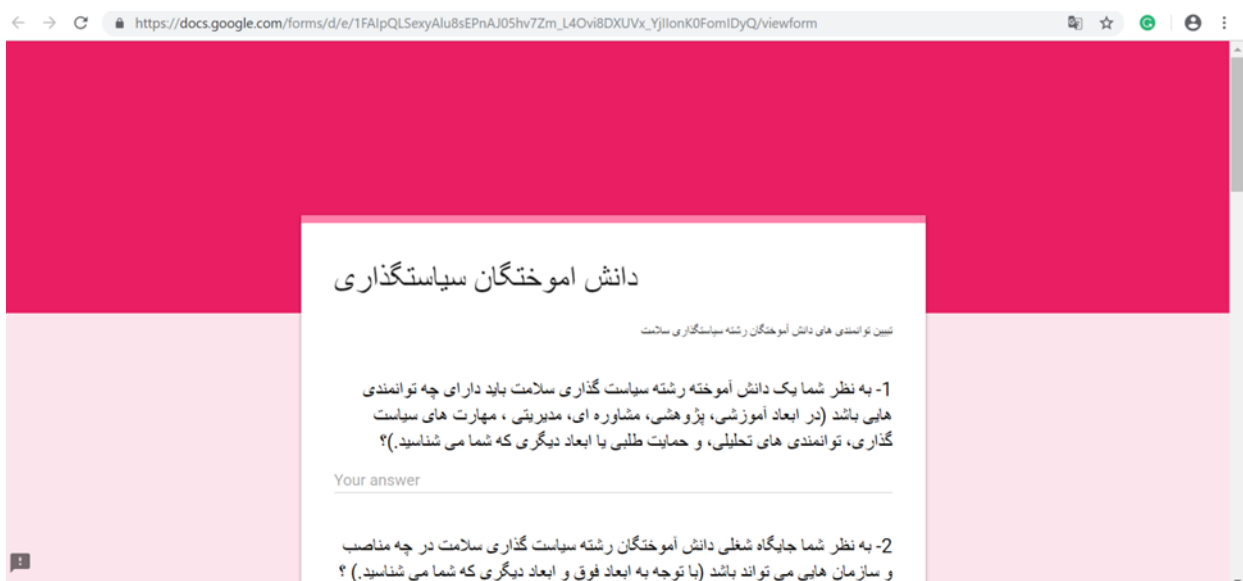 https://docs.google.com/forms/d/e/1FAIpQLSexyAlu8sEPnAJ05hv7Zm_L4Ovi8DXUVx_YjIIonK0FomIDyQ/viewform
دانش اموختگان سیاستگذاری
تبیین توانمندی های دانش آموختگان رشته سیاستگذاری سلامت
1- به نظر شما یک دانش آموخته رشته سیاست گذاری سلامت باید دارای چه توانمندی
هایی باشد (در ابعاد آموزشی، پژوهشی، مشاوره ای، مدیریتی ، مهارت های سیاست
گذاری، توانمندی های تحلیلی، و حمایت طلبی یا ابعاد دیگری که شما می شناسید.)؟
Your answer
2- به نظر شما جایگاه شغلی دانش آموختگان رشته سیاست گذاری سلامت در چه مناصب
و سازمان هایی می تواند باشد (با توجه به ابعاد فوق و ابعاد دیگری که شما می شناسید.) ؟